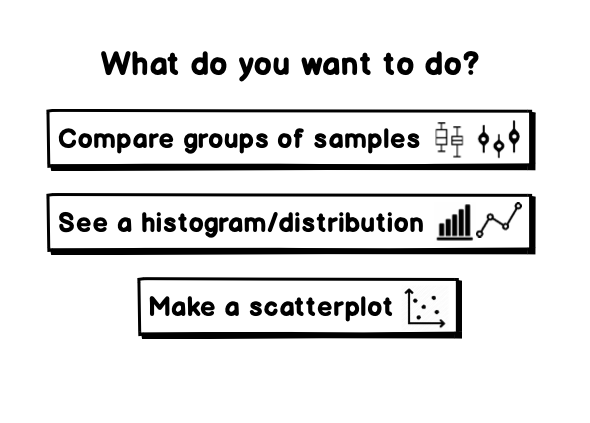 What do you want to do?
Compare groups of samples
See a histogram/distribution
Make a scatterplot